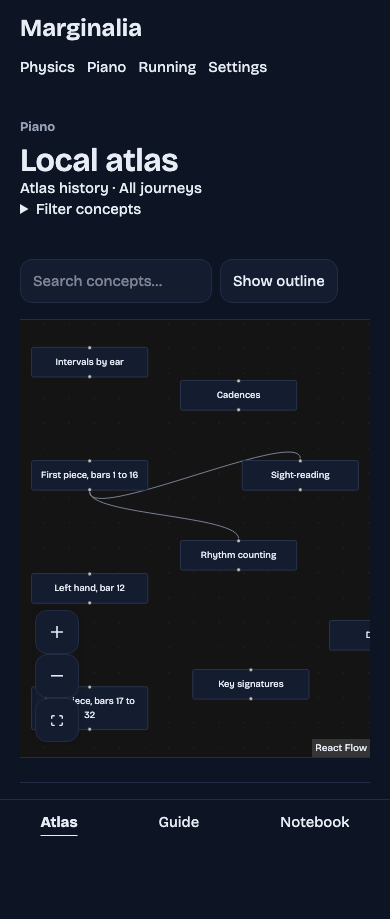 Marginalia
Physics Piano Running Settings
Piano
Local atlas
Atlas history · All journeys
Filter concepts
Search concepts...
Show outline
Intervals by ear
Cadences
First piece, bars 1 to 16
Sight-reading
Rhythm counting
Left hand, bar 12
D
Key signatures
iece, bars 17 to
32
React Flow
Atlas Guide Notebook